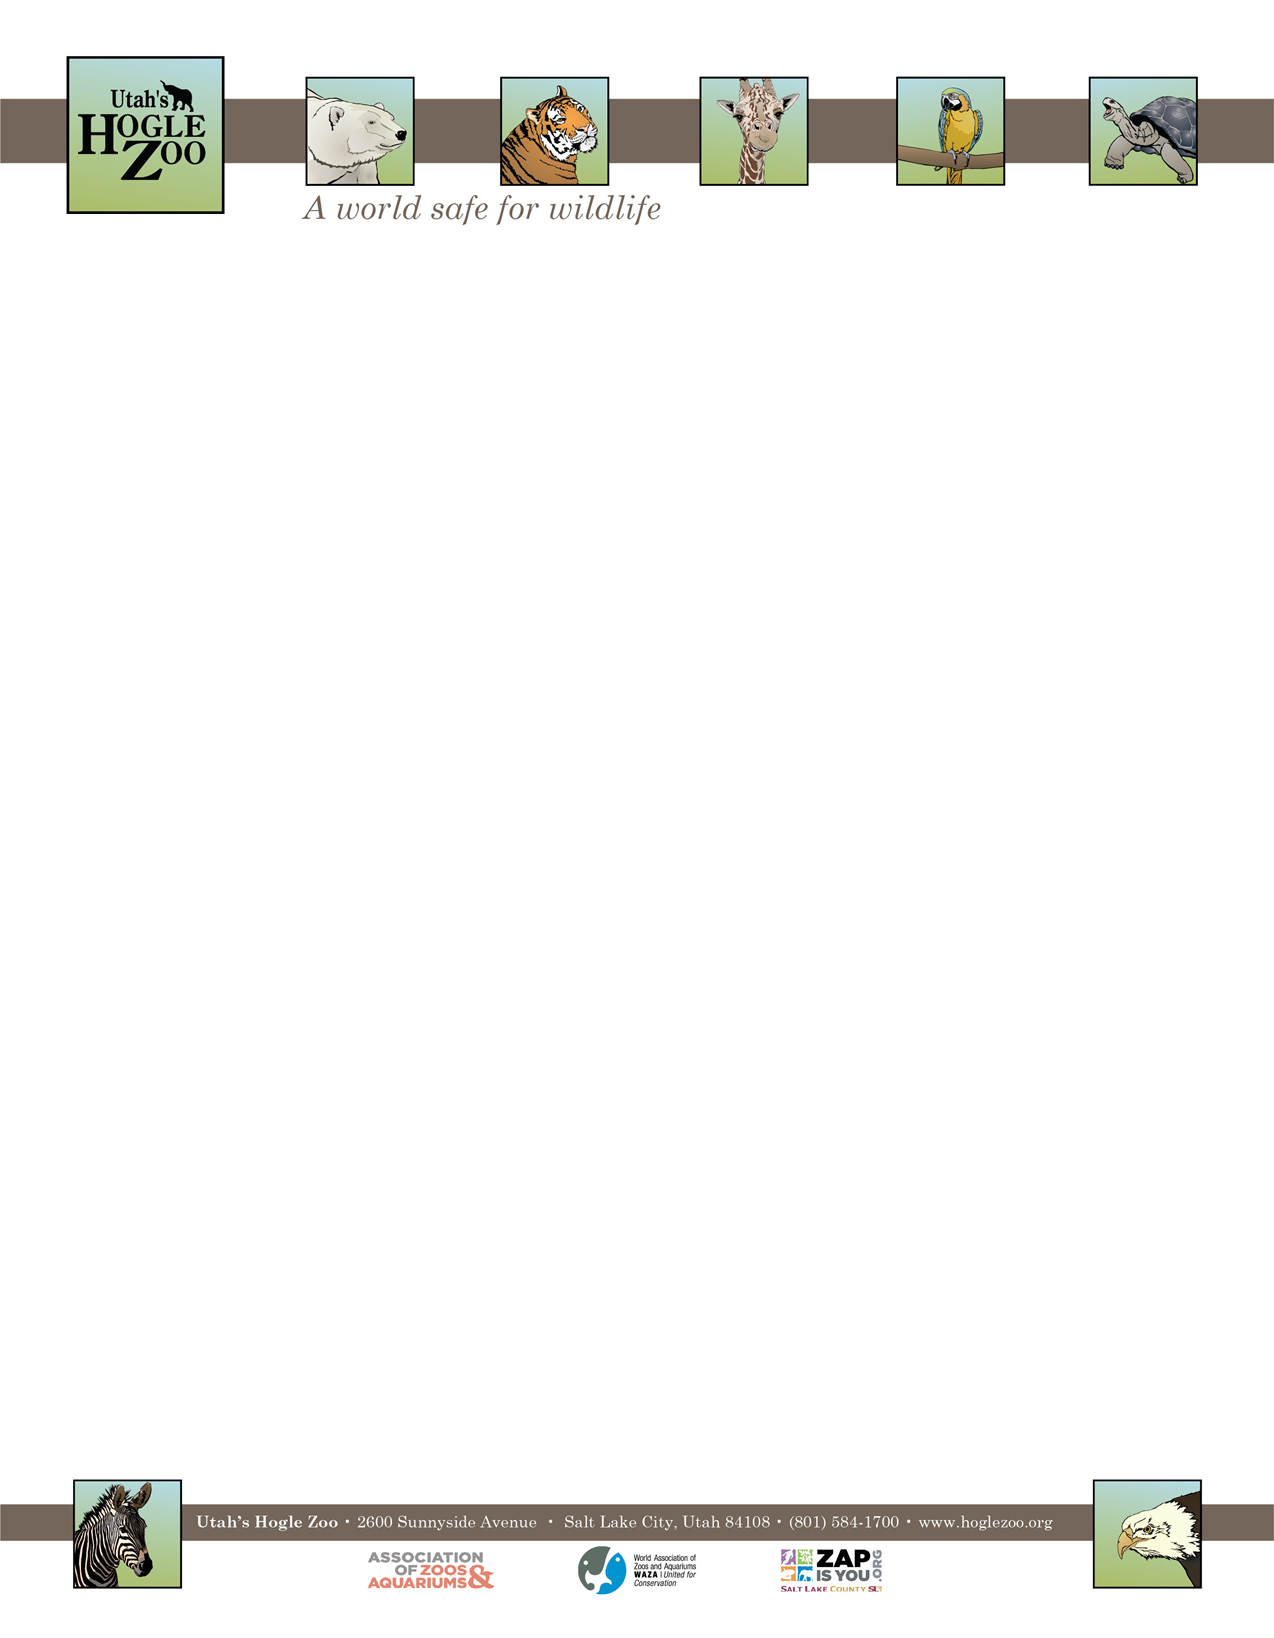 Utah's
HOGLE
ZOO
A world safe for wildlife
Utah’s Hogle Zoo • 2600 Sunnyside Avenue • Salt Lake City, Utah 84108 • (801) 584-1700 • www.hoglezoo.org
ASSOCIATION
OF ZOOS
AQUARIUMS &
World Association of
Zoos and Aquariums
WAZA | United for
Conservation
ZAP
IS YOU
.ORG
SALT LAKE COUNTY